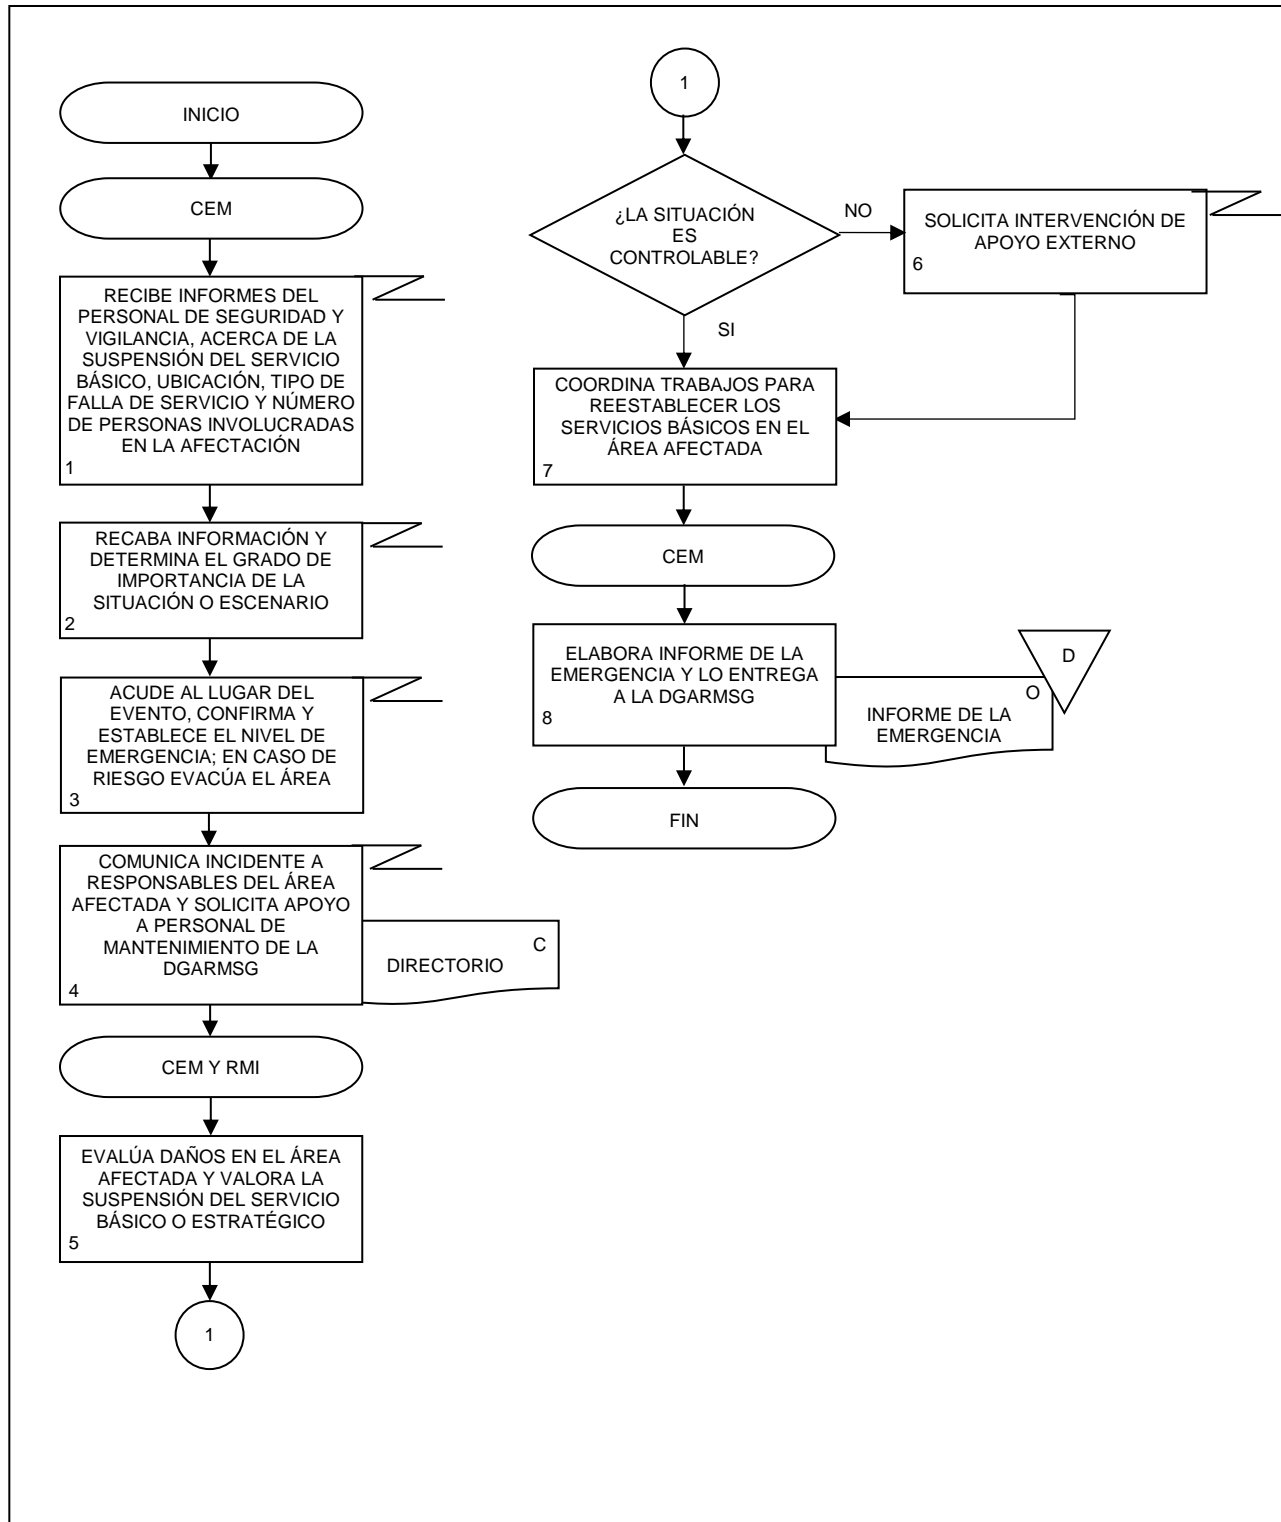 INICIO
CEM
RECIBE INFORMES DEL
PERSONAL DE SEGURIDAD Y
VIGILANCIA, ACERCA DE LA
SUSPENSIÓN DEL SERVICIO
BÁSICO, UBICACIÓN, TIPO DE
FALLA DE SERVICIO Y NÚMERO
DE PERSONAS INVOLUCRADAS
EN LA AFECTACIÓN
1
RECABA INFORMACIÓN Y
DETERMINA EL GRADO DE
IMPORTANCIA DE LA
SITUACIÓN O ESCENARIO
2
ACUDE AL LUGAR DEL
EVENTO, CONFIRMA Y
ESTABLECE EL NIVEL DE
EMERGENCIA; EN CASO DE
RIESGO EVACÚA EL ÁREA
3
COMUNICA INCIDENTE A
RESPONSABLES DEL ÁREA
AFECTADA Y SOLICITA APOYO
A PERSONAL DE
MANTENIMIENTO DE LA
DGARMSG
4
C
DIRECTORIO
CEM Y RMI
EVALÚA DAÑOS EN EL ÁREA
AFECTADA Y VALORA LA
SUSPENSIÓN DEL SERVICIO
BÁSICO O ESTRATÉGICO
5
1
1
¿LA SITUACIÓN
ES
CONTROLABLE?
NO
SOLICITA INTERVENCIÓN DE
APOYO EXTERNO
6
SI
COORDINA TRABAJOS PARA
REESTABLECER LOS
SERVICIOS BÁSICOS EN EL
ÁREA AFECTADA
7
CEM
ELABORA INFORME DE LA
EMERGENCIA Y LO ENTREGA
A LA DGARMSG
8
D
O
INFORME DE LA
EMERGENCIA
FIN